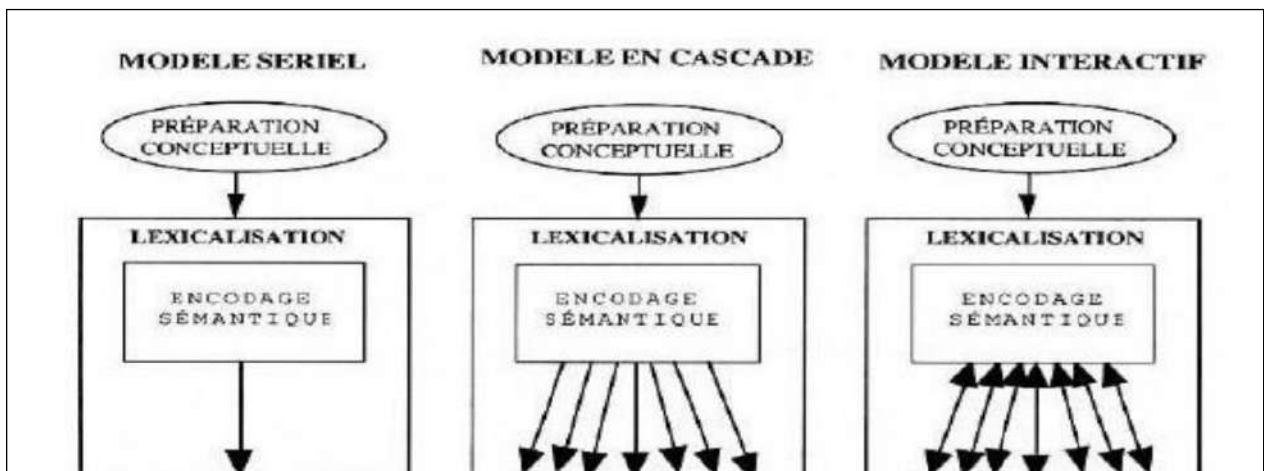 MODELE SERIEL
PRÉPARATION
CONCEPTUELLE
LEXICALISATION
ENCODAGE
SÉMANTIQUE
MODELE EN CASCADE
PRÉPARATION
CONCEPTUELLE
LEXICALISATION
ENCODAGE
SÉMANTIQUE
MODELE INTERACTIF
PRÉPARATION
CONCEPTUELLE
LEXICALISATION
ENCODAGE
SÉMANTIQUE